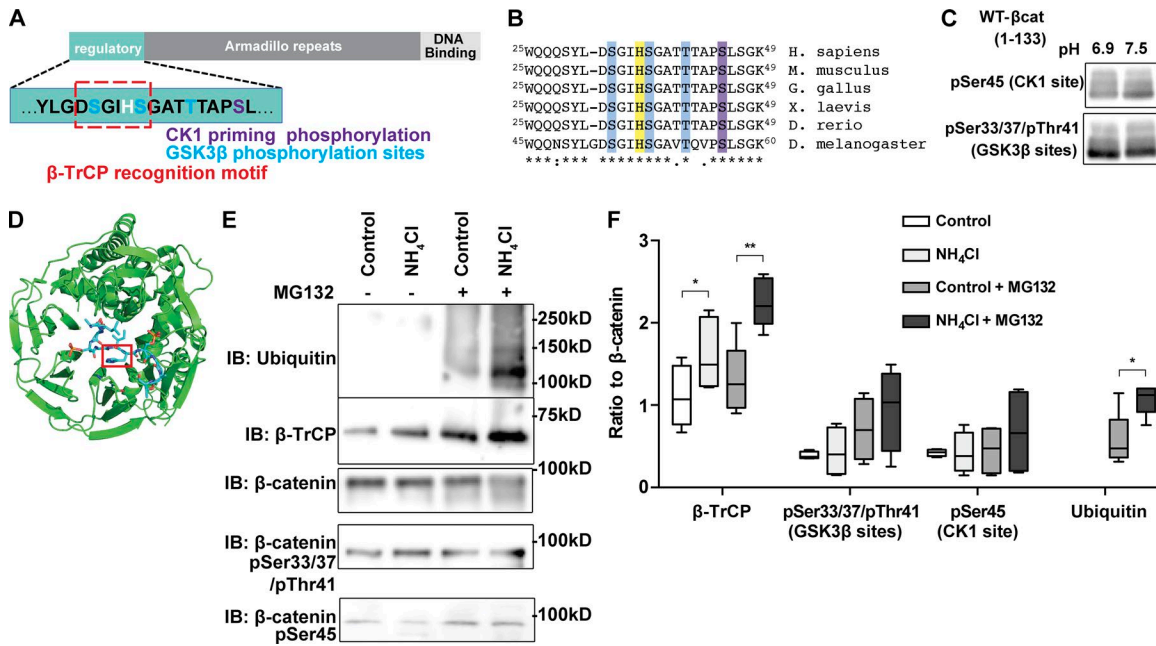 A
regulatory
Armadillo repeats
DNA
Binding
...YLGDSGIHSGATTTAPSL...
CK1 priming phosphorylation
GSK3β phosphorylation sites
β-TrCP recognition motif
B
25WQQQSYL-DSGIHSGATTTAPSLSGK49 H. sapiens
25WQQQSYL-DSGIHSGATTTAPSLSGK49 M. musculus
25WQQQSYL-DSGIHSGATTTAPSLSGK49 G. gallus
25WQQQSYL-DSGIHSGATTTAPSLSGK49 X. laevis
25WQQQSYL-DSGIHSGATTTAPSLSGK49 D. rerio
45WQQNSYL-DSGIHSGAVTQVPSLSGK60 D. melanogaster
***:*** *******.*. ******
C
WT-βcat
(1-133)
pH 6.9 7.5
pSer45 (CK1 site)
pSer33/37/pThr41
(GSK3β sites)
D
E
Control
NH4Cl
Control
NH4Cl
MG132 - - + +
IB: Ubiquitin
-250kD
-150kD
-100kD
IB: β-TrCP
-75kD
IB: β-catenin
-100kD
IB: β-catenin
pSer33/37
/pThr41
-100kD
IB: β-catenin
pSer45
-100kD
F
Control
NH4Cl
Control + MG132
NH4Cl + MG132
Ratio to β-catenin
3
2
1
0
*
**
*
β-TrCP
pSer33/37/pThr41
(GSK3β sites)
pSer45
(CK1 site)
Ubiquitin